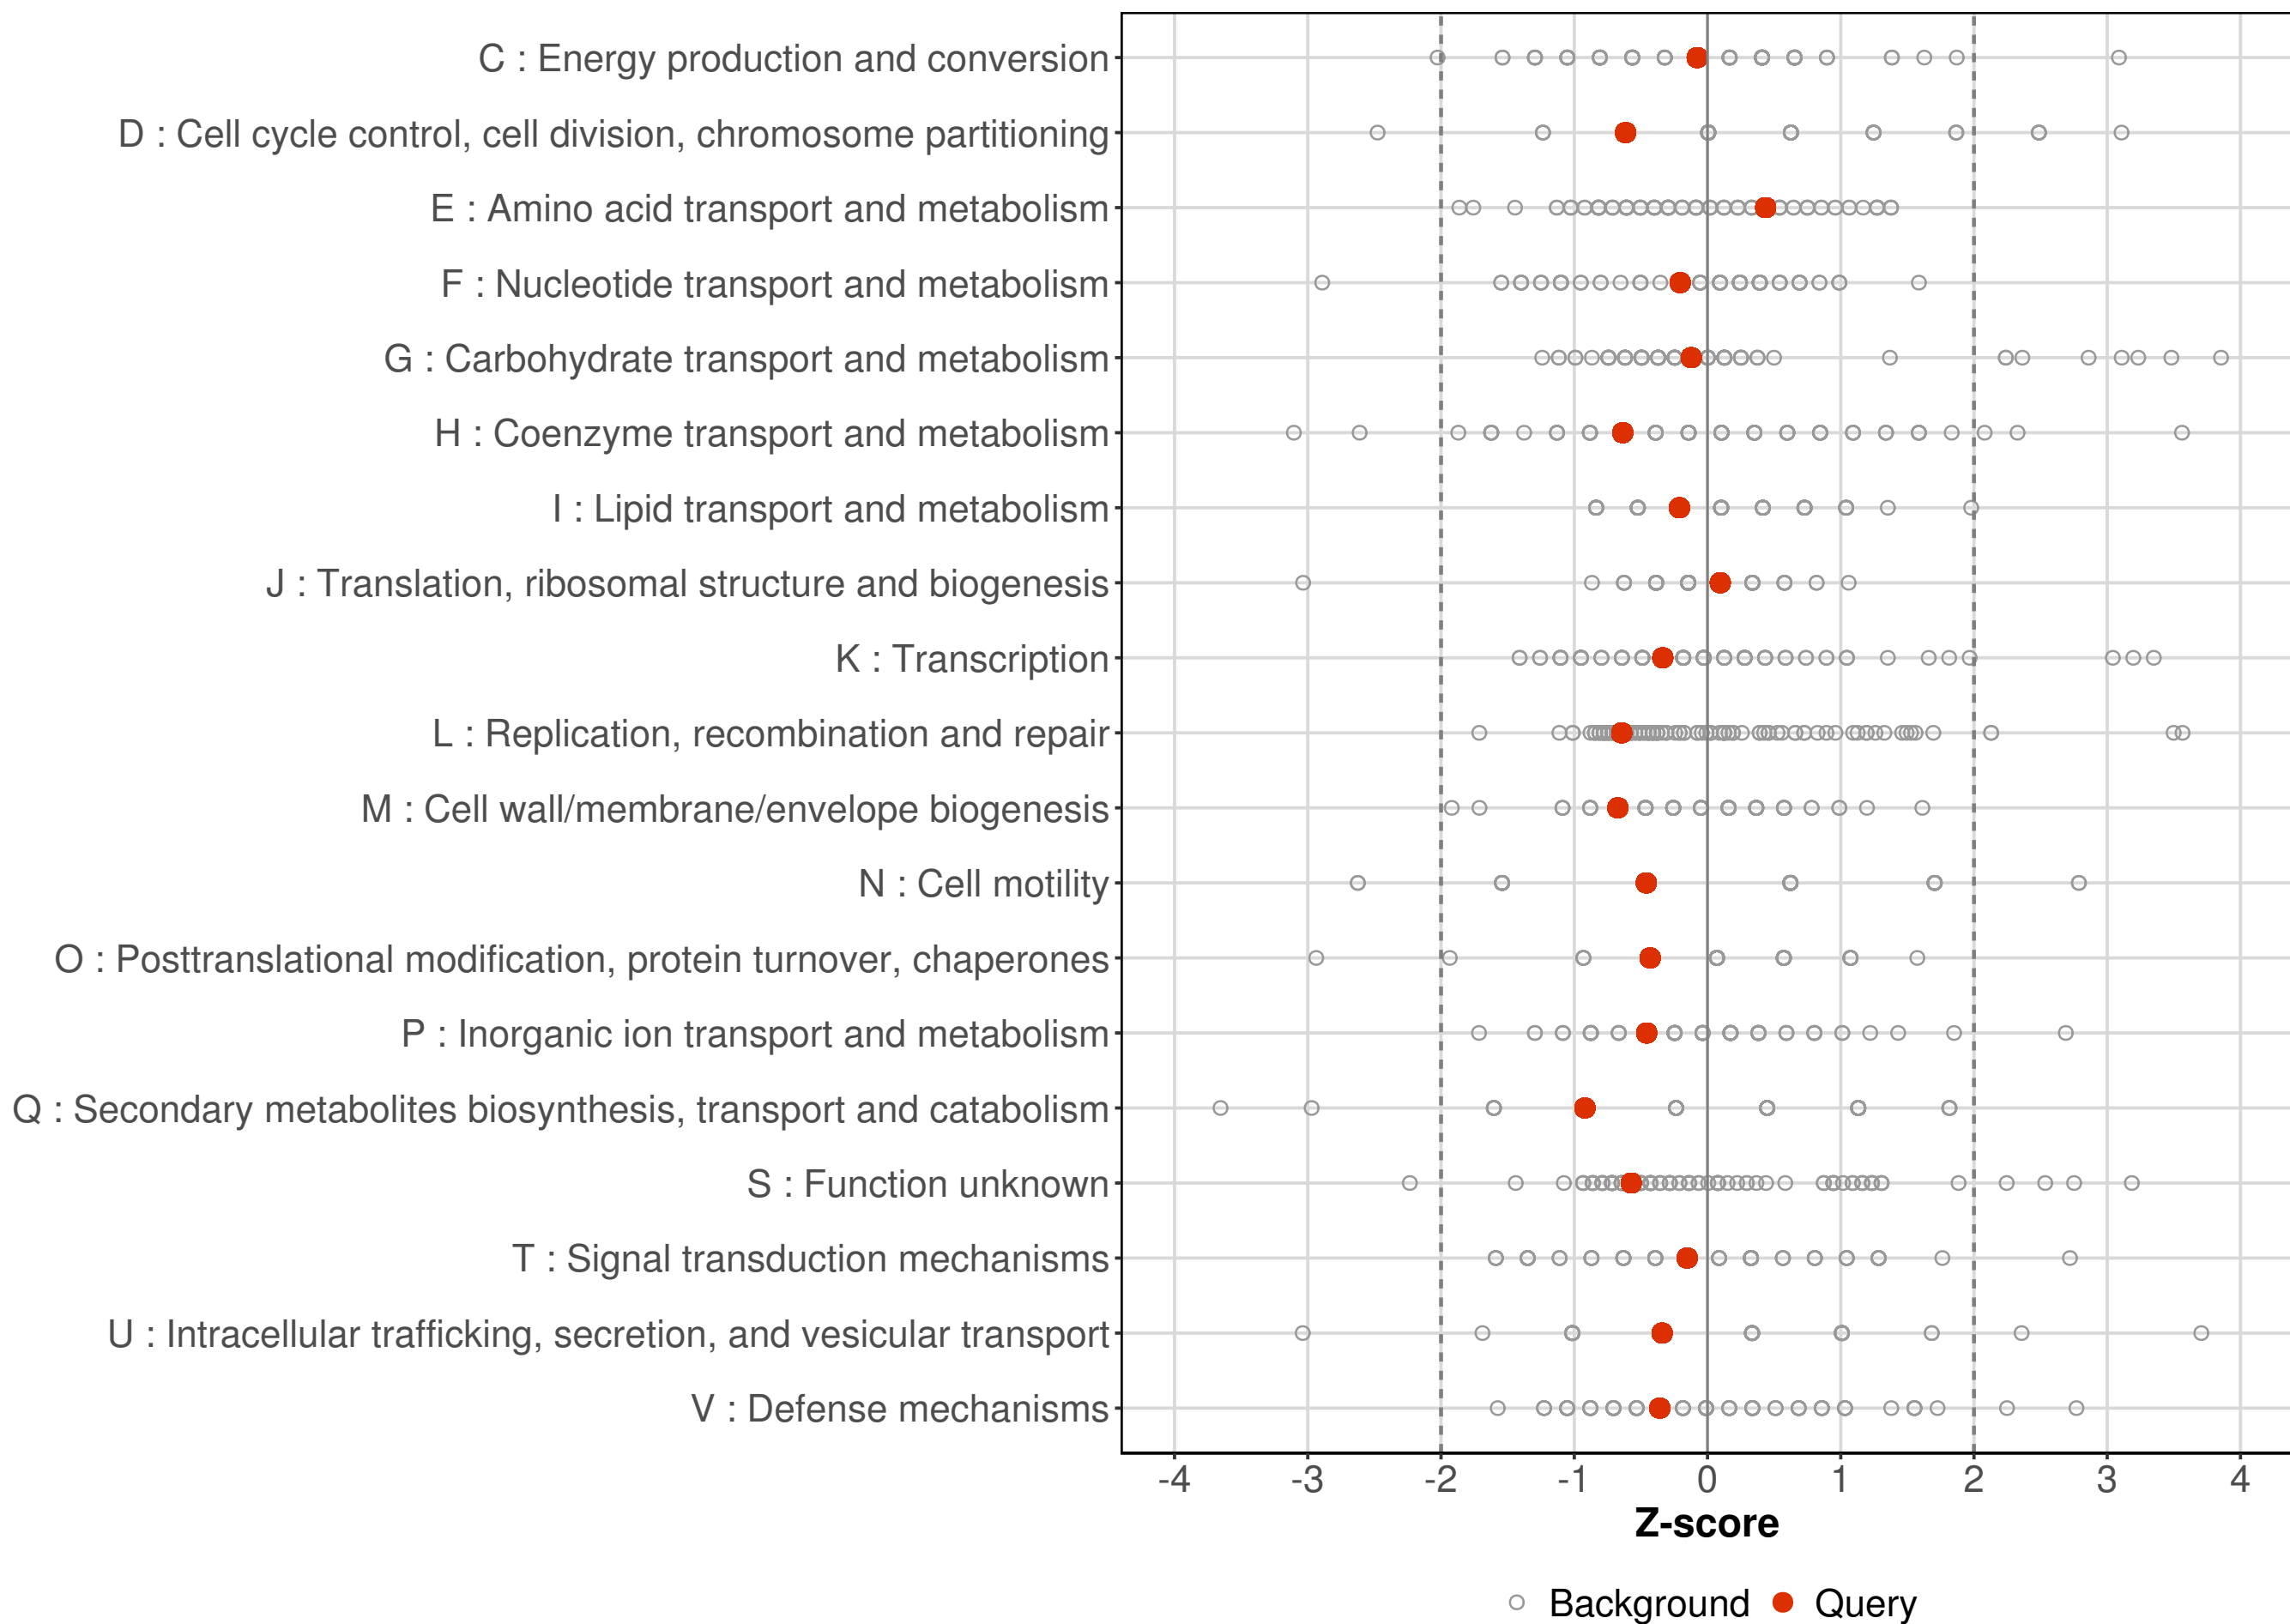 C : Energy production and conversion
D : Cell cycle control, cell division, chromosome partitioning
E : Amino acid transport and metabolism
F : Nucleotide transport and metabolism
G : Carbohydrate transport and metabolism
H : Coenzyme transport and metabolism
I : Lipid transport and metabolism
J : Translation, ribosomal structure and biogenesis
K : Transcription
L : Replication, recombination and repair
M : Cell wall/membrane/envelope biogenesis
N : Cell motility
O : Posttranslational modification, protein turnover, chaperones
P : Inorganic ion transport and metabolism
Q : Secondary metabolites biosynthesis, transport and catabolism
S : Function unknown
T : Signal transduction mechanisms
U : Intracellular trafficking, secretion, and vesicular transport
V : Defense mechanisms
-4 -3 -2 -1 0 1 2 3 4
Z-score
Background Query